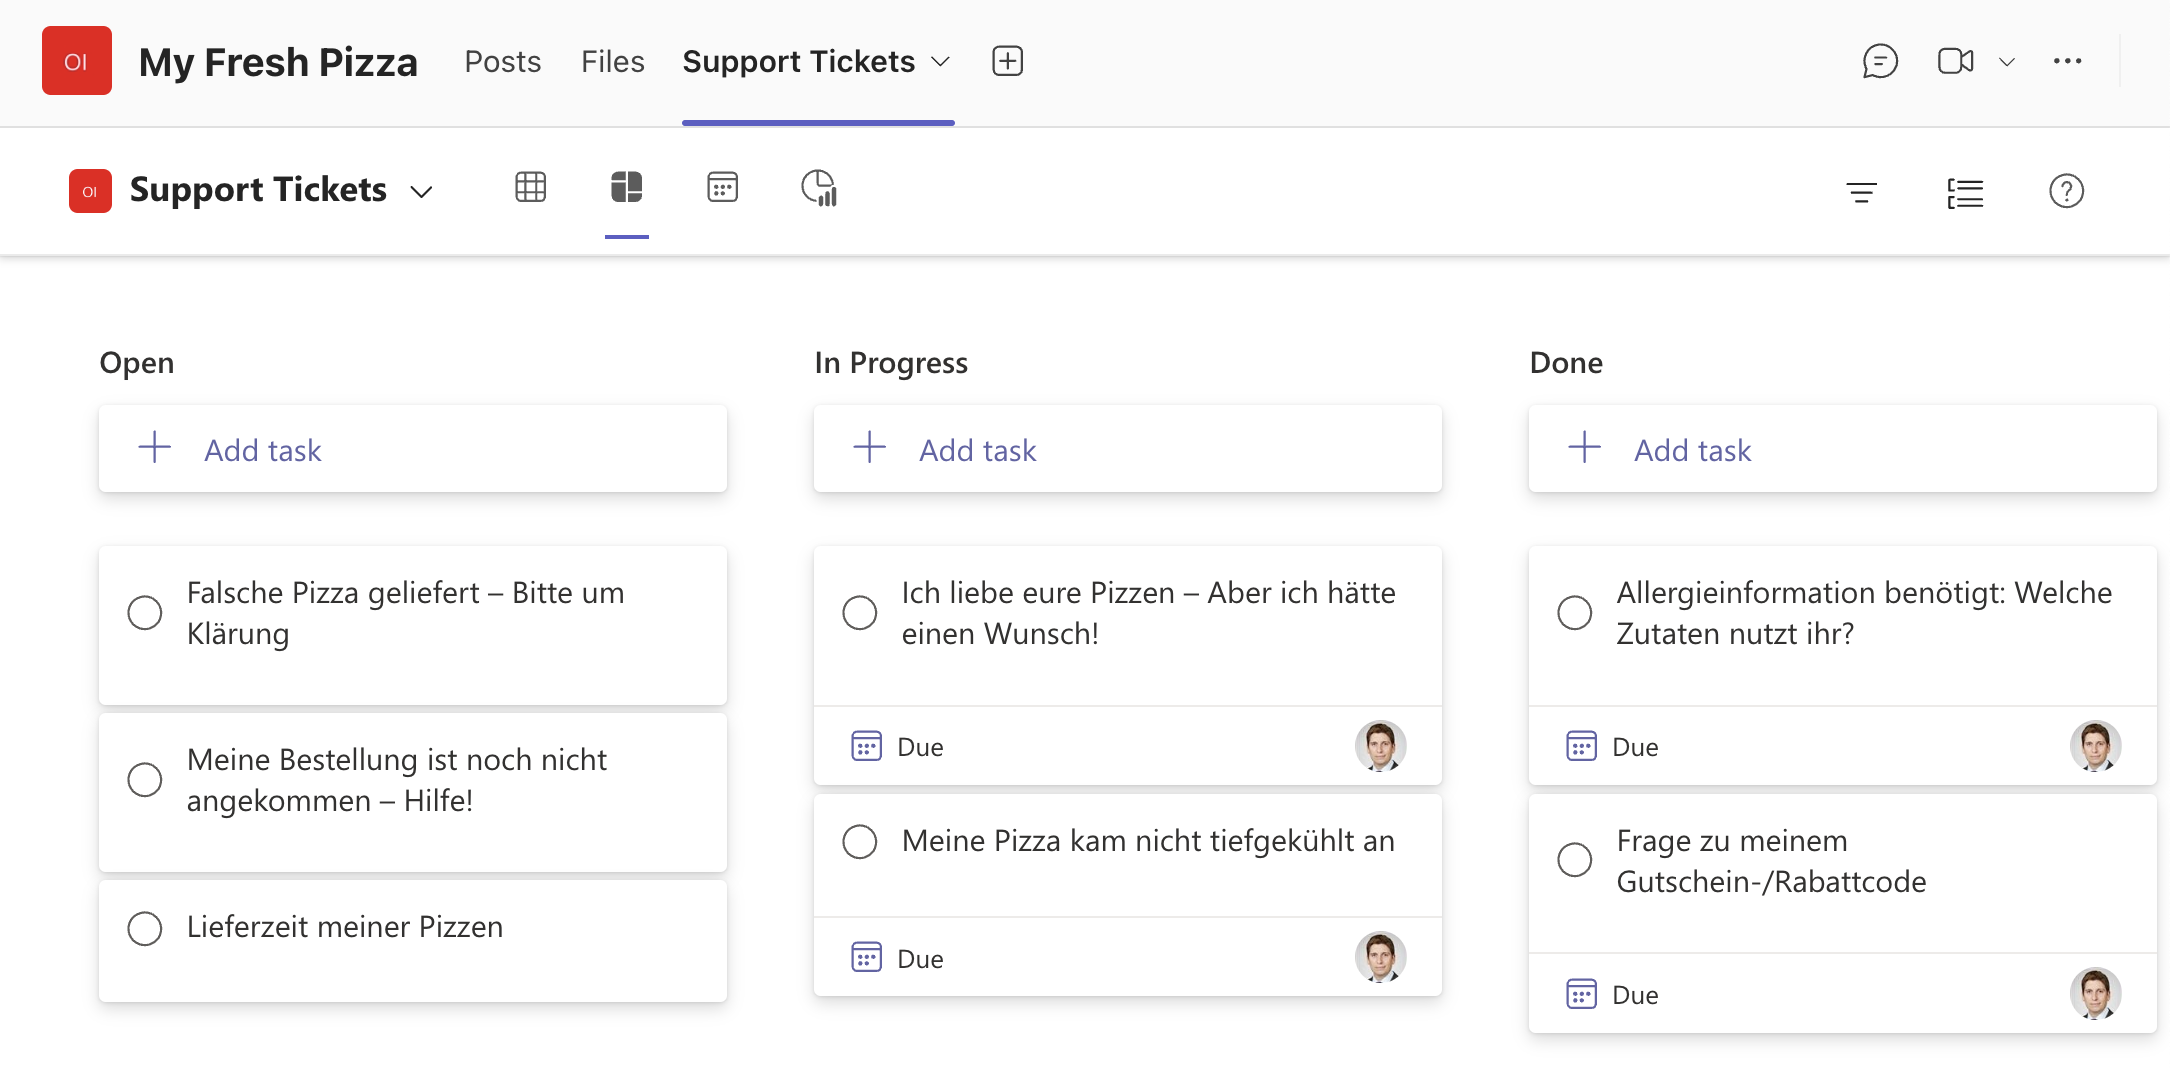 OI
My Fresh Pizza
Posts
Files
Support Tickets
OI
Support Tickets
Open
Add task
Falsche Pizza geliefert – Bitte um
Klärung
Meine Bestellung ist noch nicht
angekommen – Hilfe!
Lieferzeit meiner Pizzen
In Progress
Add task
Ich liebe eure Pizzen – Aber ich hätte
einen Wunsch!
Due
Meine Pizza kam nicht tiefgekühlt an
Due
Done
Add task
Allergieinformation benötigt: Welche
Zutaten nutzt ihr?
Due
Frage zu meinem
Gutschein-/Rabattcode
Due